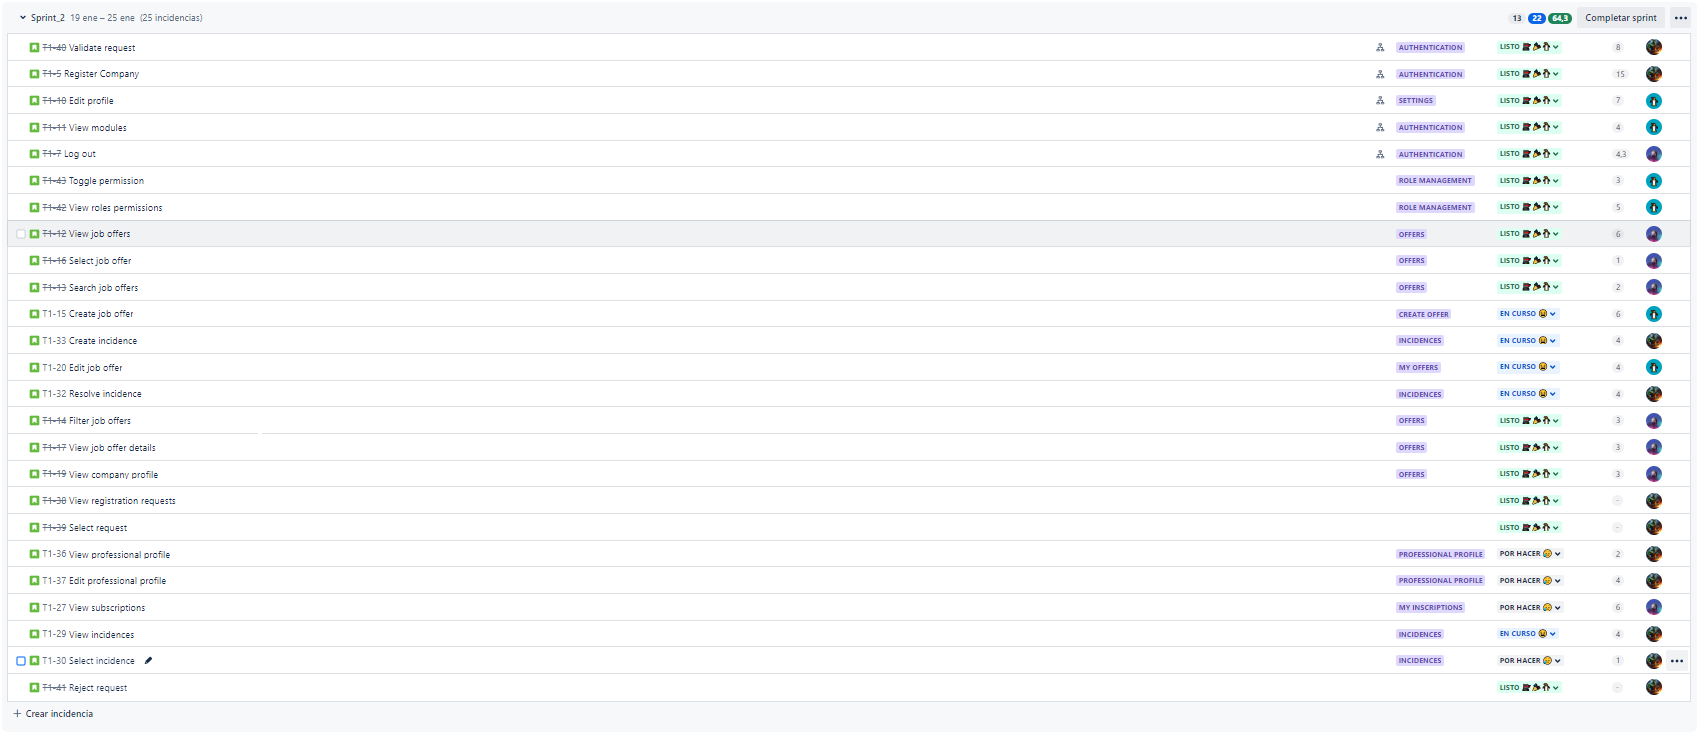 Sprint_2 19 ene – 25 ene (25 incidencias) 13 22 64,3 Completar sprint
T1-40 Validate request AUTHENTICATION LISTO 8
T1-5 Register Company AUTHENTICATION LISTO 15
T1-10 Edit profile SETTINGS LISTO 7
T1-11 View modules AUTHENTICATION LISTO 4
T1-7 Log out AUTHENTICATION LISTO 4,3
T1-43 Toggle permission ROLE MANAGEMENT LISTO 3
T1-42 View roles permissions ROLE MANAGEMENT LISTO 5
T1-12 View job offers OFFERS LISTO 6
T1-16 Select job offer OFFERS LISTO 1
T1-13 Search job offers OFFERS LISTO 2
T1-15 Create job offer CREATE OFFER EN CURSO 6
T1-33 Create incidence INCIDENCES EN CURSO 4
T1-20 Edit job offer MY OFFERS EN CURSO 4
T1-32 Resolve incidence INCIDENCES EN CURSO 4
T1-14 Filter job offers OFFERS LISTO 3
T1-17 View job offer details OFFERS LISTO 3
T1-19 View company profile OFFERS LISTO 3
T1-38 View registration requests LISTO -
T1-39 Select request LISTO -
T1-36 View professional profile PROFESSIONAL PROFILE POR HACER 2
T1-37 Edit professional profile PROFESSIONAL PROFILE POR HACER 4
T1-27 View subscriptions MY INSCRIPTIONS POR HACER 6
T1-29 View incidences INCIDENCES EN CURSO 4
T1-30 Select incidence INCIDENCES POR HACER 1
T1-41 Reject request LISTO -
+ Crear incidencia